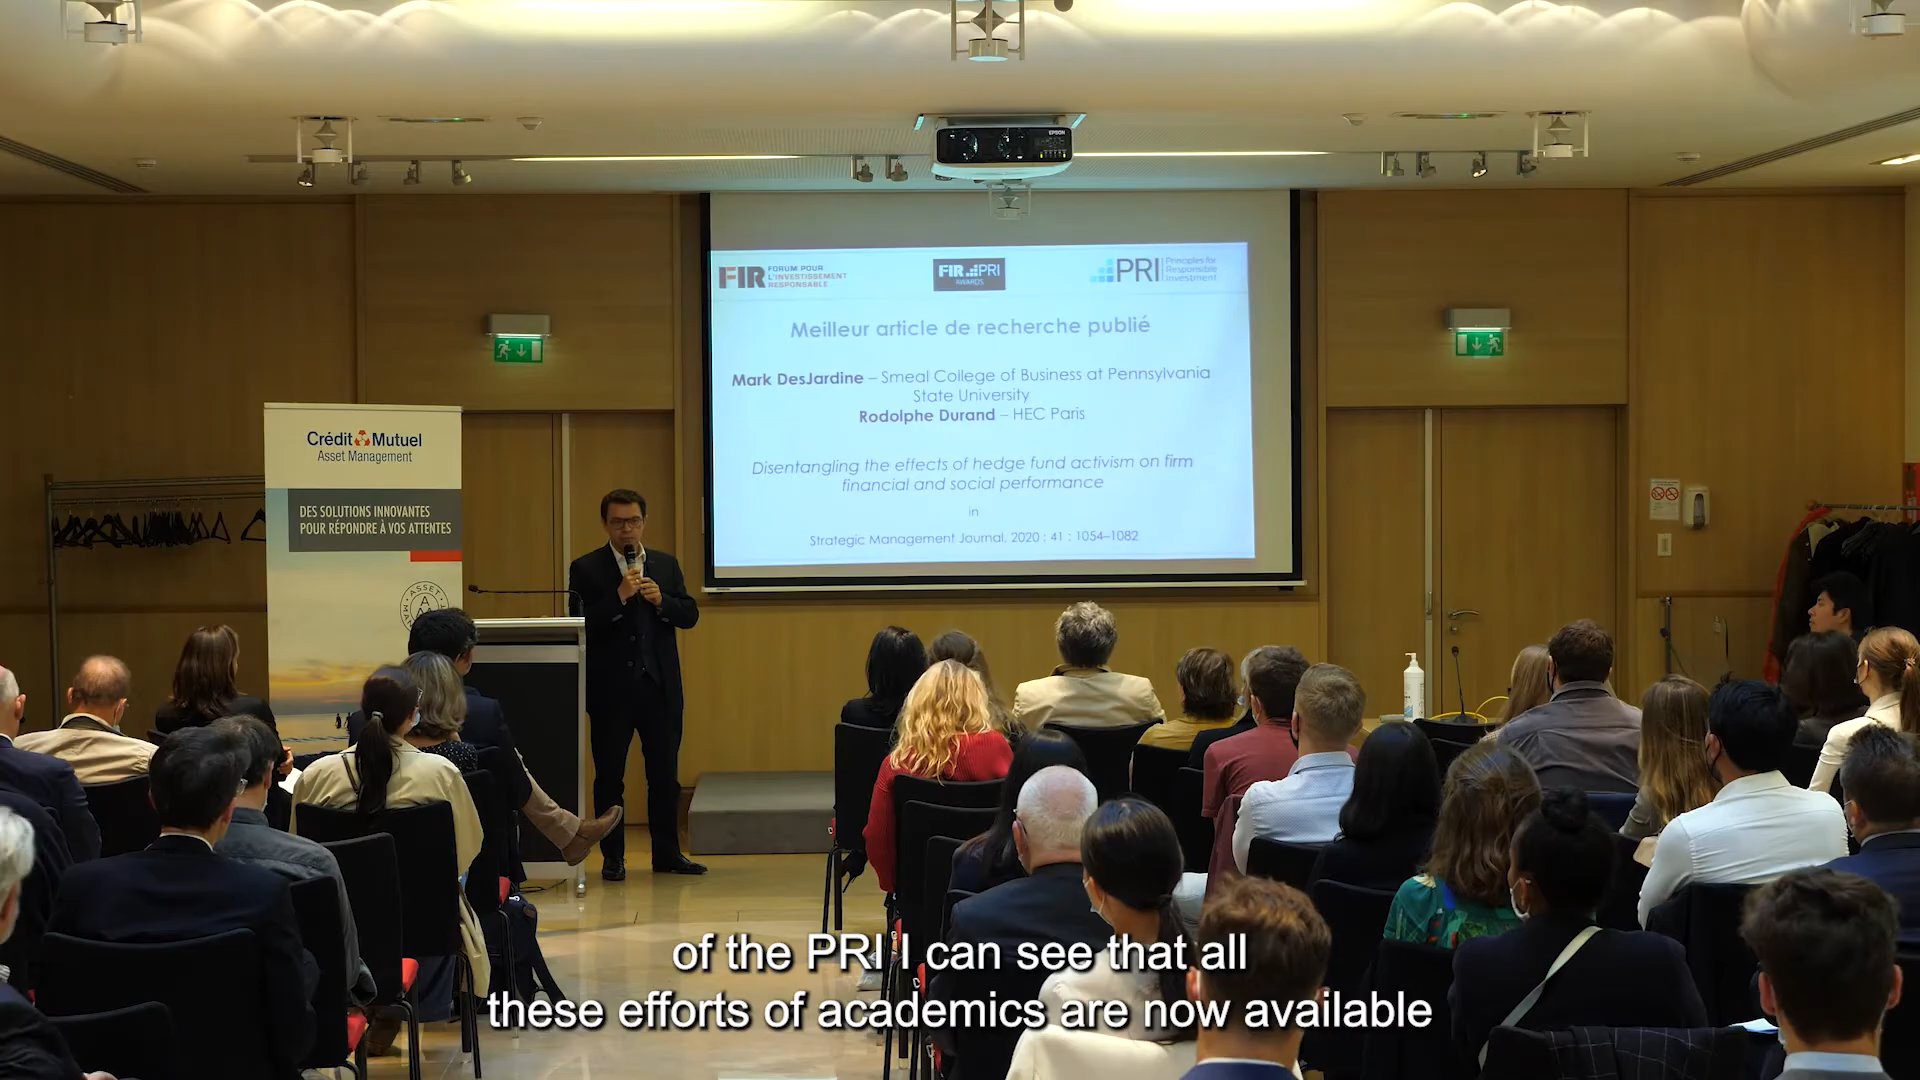 EPSON
FIR FORUM POUR
L'INVESTISSEMENT
RESPONSABLE
FIR PRI
AWARDS
PRI Principles for
Responsible
Investment
Meilleur article de recherche publié
Mark DesJardine – Smeal College of Business at Pennsylvania
State University
Rodolphe Durand – HEC Paris
Disentangling the effects of hedge fund activism on firm
financial and social performance
in
Strategic Management Journal. 2020 : 41 : 1054–1082
Crédit Mutuel
Asset Management
DES SOLUTIONS INNOVANTES
POUR RÉPONDRE À VOS ATTENTES
ASSET
of the PRI I can see that all
these efforts of academics are now available